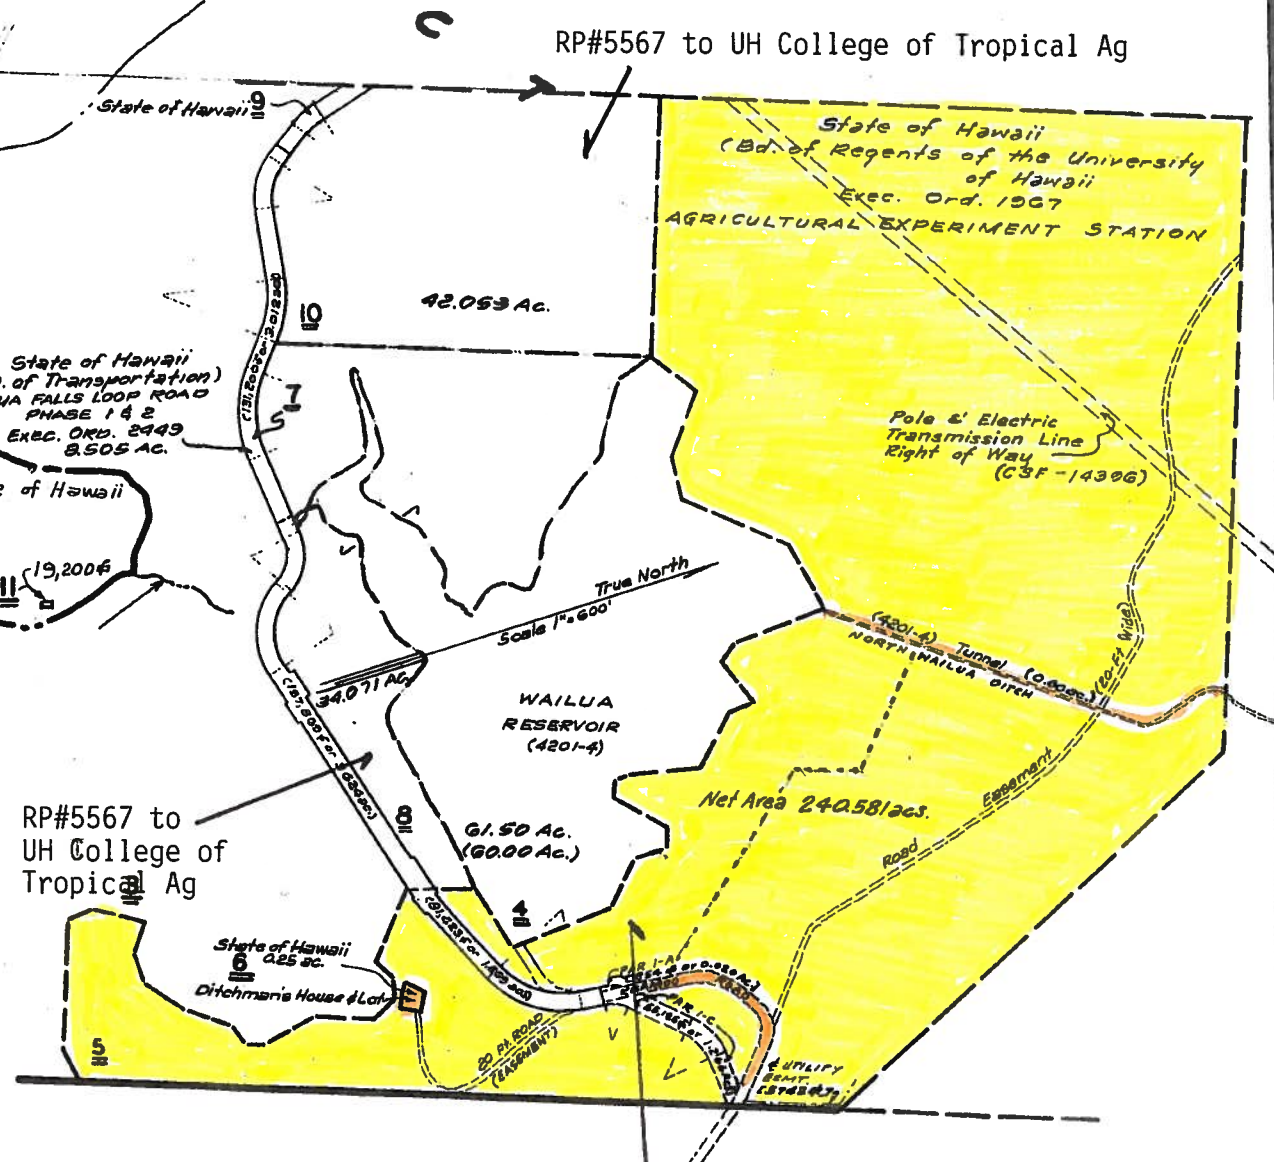 C
RP#5567 to UH College of Tropical Ag
State of Hawaii
9
State of Hawaii
(Bd. of Regents of the University
of Hawaii
Exec. Ord. 1967
AGRICULTURAL EXPERIMENT STATION
42.053 Ac.
10
State of Hawaii
of Transportation)
FALLS LOOP ROAD
PHASE 1 & 2
EXEC. ORD. 2449
8.505 AC.
7
5
Pole & Electric
Transmission Line
Right of Way
(CSF-14396)
of Hawaii
11
19,200
True North
Scale 1"=600'
(4201-4) Tunnel
NORTH WAILUA DITCH
(20-Ft. Wide)
34.071 Ac.
WAILUA
RESERVOIR
(4201-4)
Net Area 240.581 acs.
Road
Easement
RP#5567 to
UH College of
Tropical Ag
8
61.50 Ac.
(60.00 Ac.)
4
State of Hawaii
6
0.25 ac.
Ditchman's House & Lot
5
20 Ft. ROAD
(EASEMENT)
PAR 1-A
ROAD
PAR 1-C
& UTILITY
ESMT.